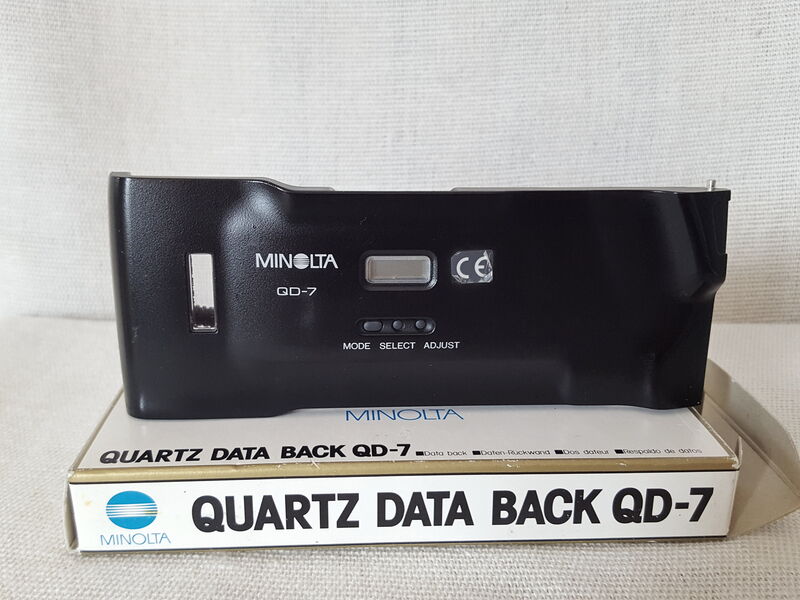 MINOLTA
CE
QD-7
MODE SELECT ADJUST
MINOLTA
QUARTZ DATA BACK QD-7 ■Data back ■Daten-Rückwand ■Dos dateur ■Respaldo de datos
QUARTZ DATA BACK QD-7
MINOLTA